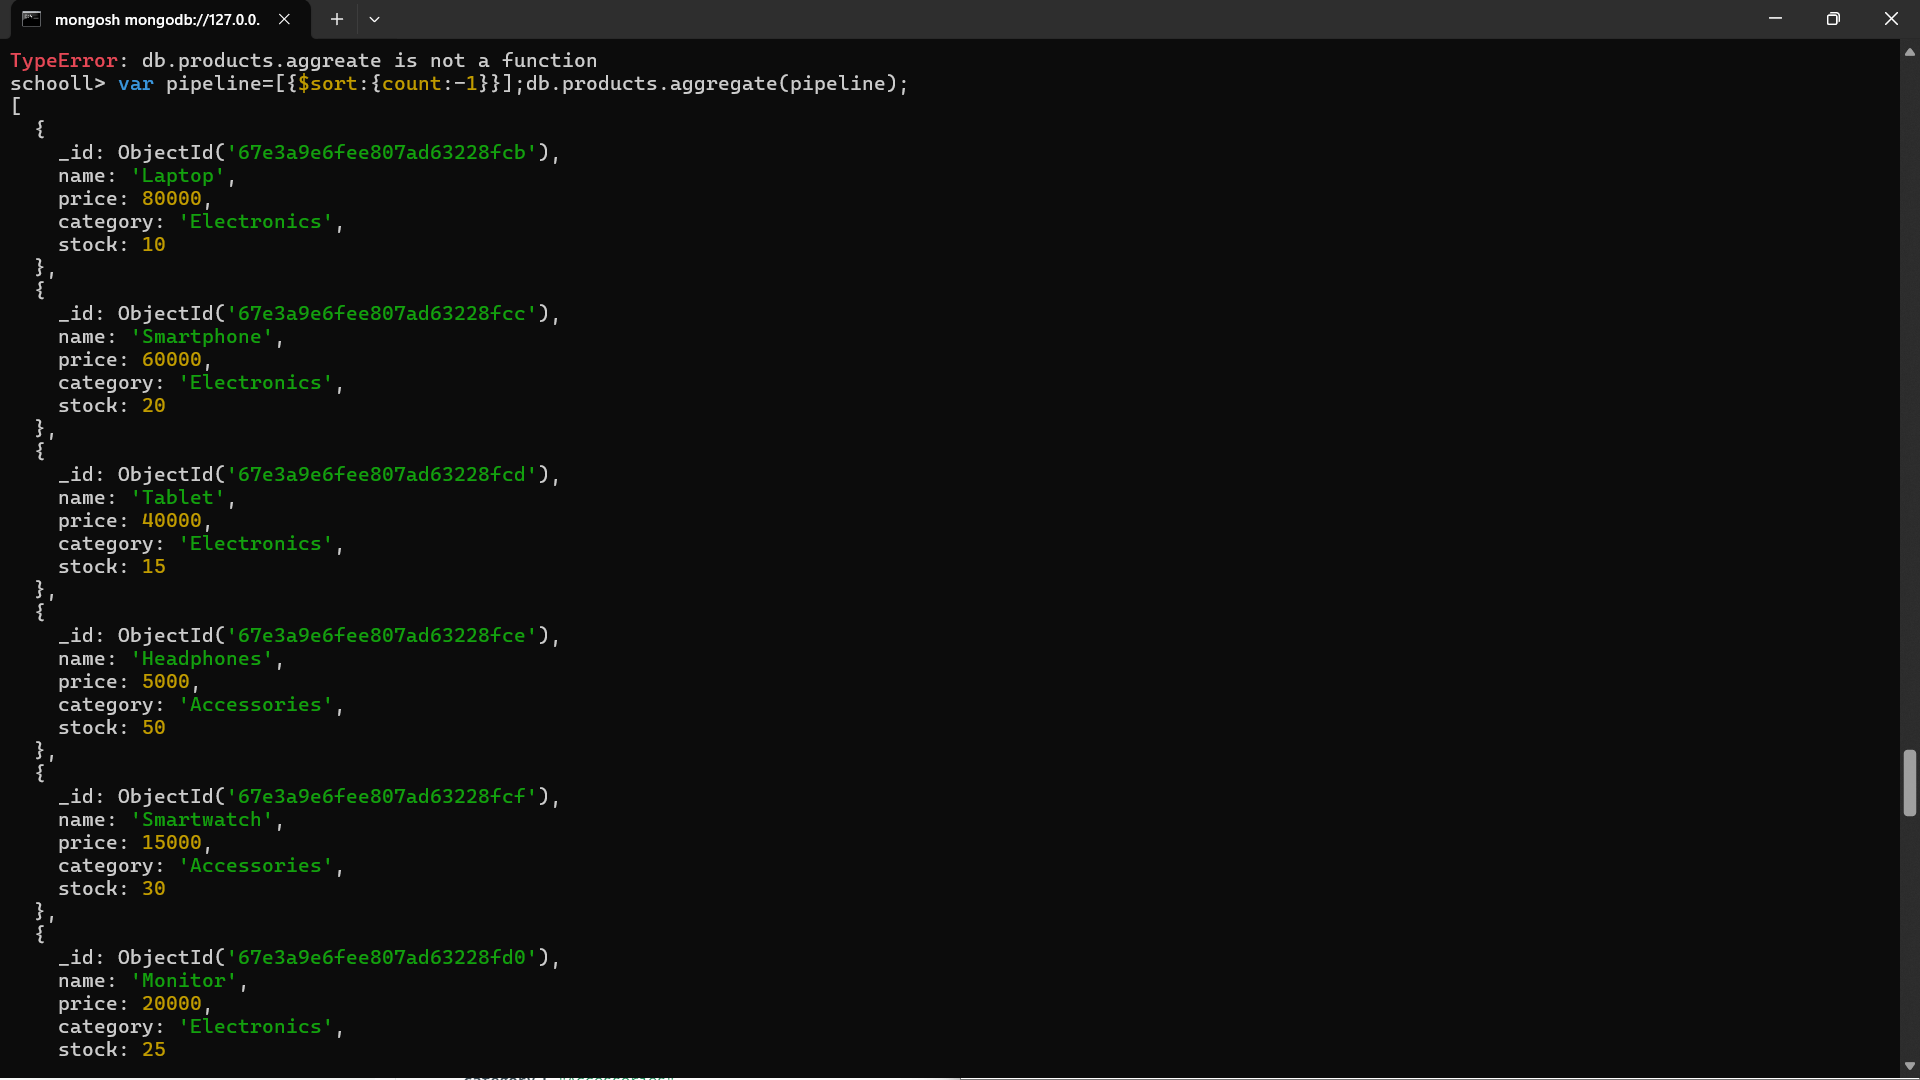 mongosh mongodb://127.0.0.
TypeError: db.products.aggreate is not a function
schooll> var pipeline=[{$sort:{count:-1}}];db.products.aggregate(pipeline);
[
  {
    _id: ObjectId('67e3a9e6fee807ad63228fcb'),
    name: 'Laptop',
    price: 80000,
    category: 'Electronics',
    stock: 10
  },
  {
    _id: ObjectId('67e3a9e6fee807ad63228fcc'),
    name: 'Smartphone',
    price: 60000,
    category: 'Electronics',
    stock: 20
  },
  {
    _id: ObjectId('67e3a9e6fee807ad63228fcd'),
    name: 'Tablet',
    price: 40000,
    category: 'Electronics',
    stock: 15
  },
  {
    _id: ObjectId('67e3a9e6fee807ad63228fce'),
    name: 'Headphones',
    price: 5000,
    category: 'Accessories',
    stock: 50
  },
  {
    _id: ObjectId('67e3a9e6fee807ad63228fcf'),
    name: 'Smartwatch',
    price: 15000,
    category: 'Accessories',
    stock: 30
  },
  {
    _id: ObjectId('67e3a9e6fee807ad63228fd0'),
    name: 'Monitor',
    price: 20000,
    category: 'Electronics',
    stock: 25